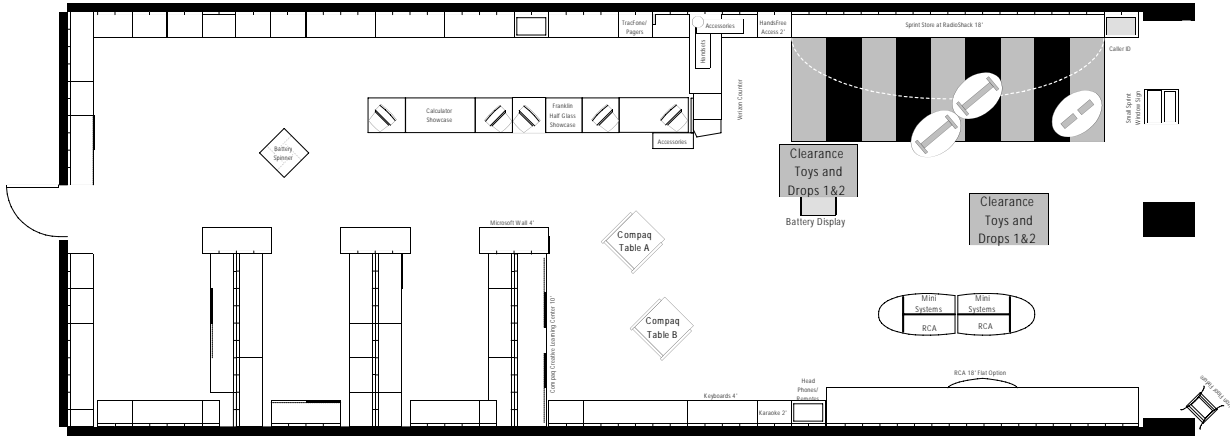 TracFone/
Pagers
Accessories
HandsFree
Access 2'
Sprint Store at RadioShack 18'
Caller ID
Handsets
Verizon Counter
Small Sprint
Window Sign
Calculator
Showcase
Franklin
Half Glass
Showcase
Accessories
Battery
Spinner
Clearance
Toys and
Drops 1&2
Battery Display
Clearance
Toys and
Drops 1&2
Microsoft Wall 4'
Compaq
Table A
Compaq
Table B
Compaq Creative Learning Center 10'
Mini
Systems
Mini
Systems
RCA
RCA
RCA 18' Flat Option
Head
Phones/
Remotes
Keyboards 4'
Karaoke 2'